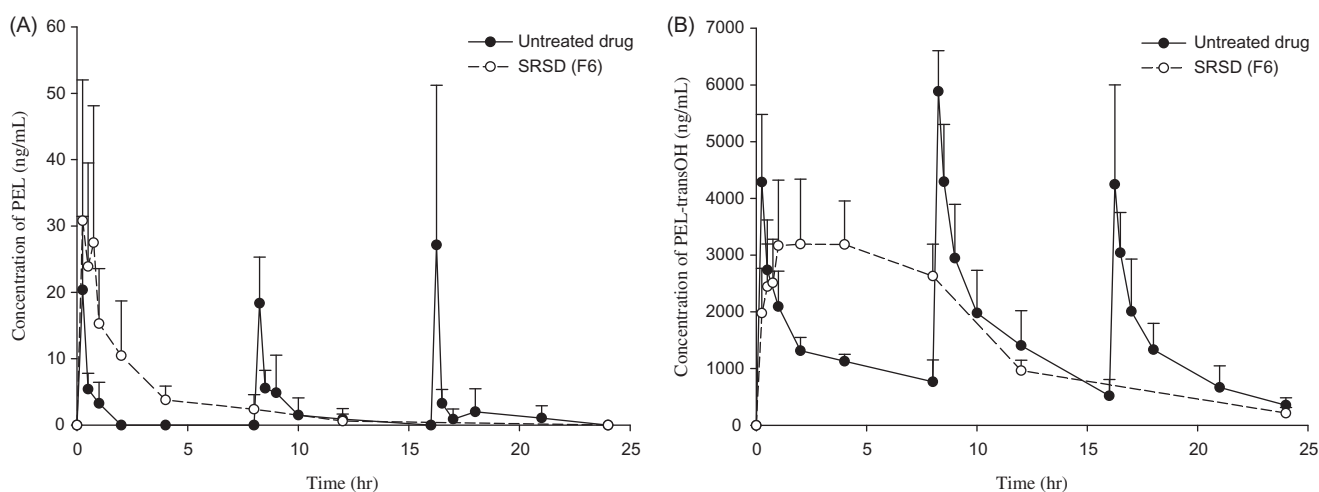 (A)
60
50
40
30
20
10
0
Concentration of PEL (ng/mL)
Untreated drug
SRSD (F6)
0 5 10 15 20 25
Time (hr)
(B)
7000
6000
5000
4000
3000
2000
1000
0
Concentration of PEL-transOH (ng/mL)
Untreated drug
SRSD (F6)
0 5 10 15 20 25
Time (hr)